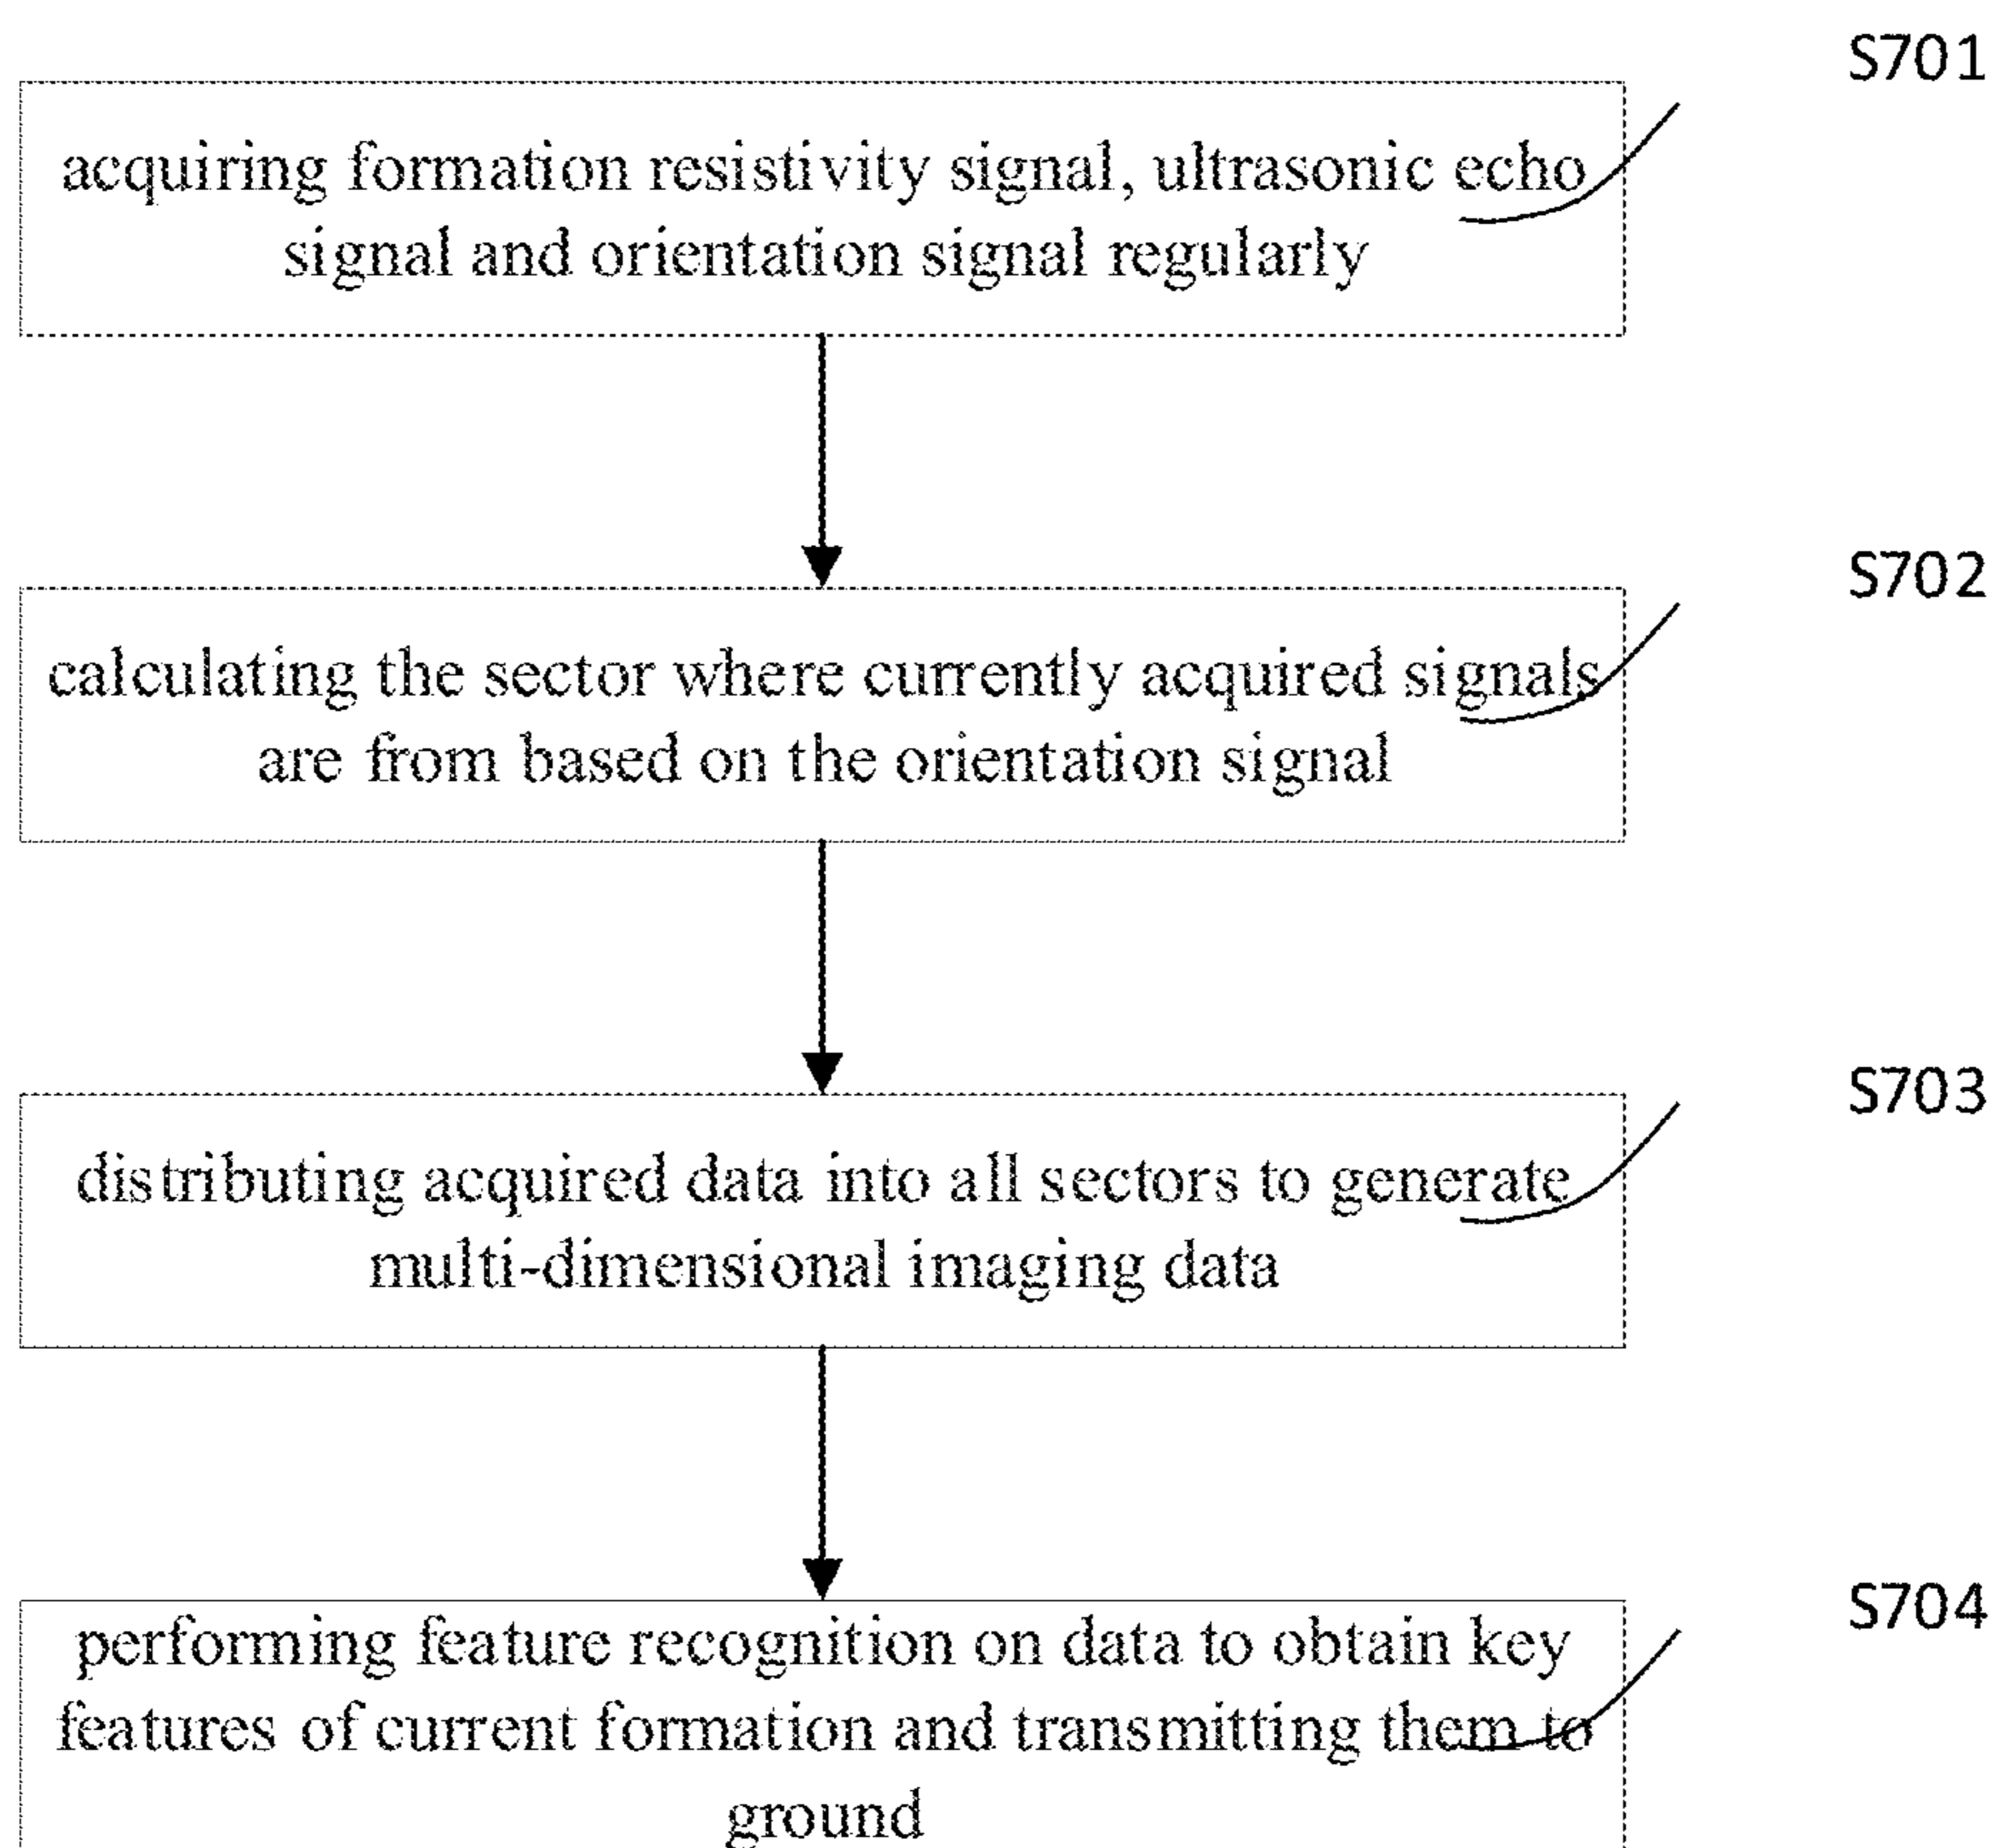 S701
acquiring formation resistivity signal, ultrasonic echo
signal and orientation signal regularly
S702
calculating the sector where currently acquired signals
are from based on the orientation signal
S703
distributing acquired data into all sectors to generate
multi-dimensional imaging data
S704
performing feature recognition on data to obtain key
features of current formation and transmitting them to
ground